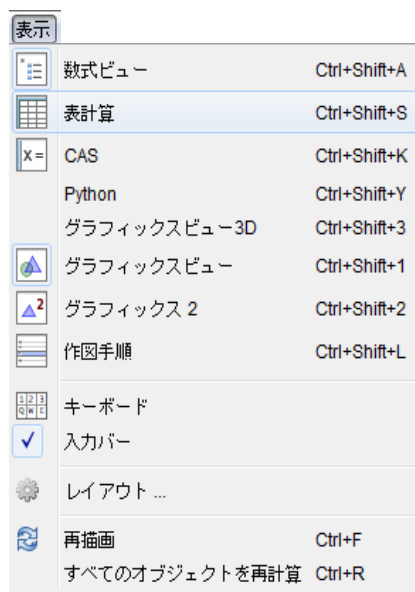 表示
数式ビュー Ctrl+Shift+A
表計算 Ctrl+Shift+S
x= CAS Ctrl+Shift+K
Python Ctrl+Shift+Y
グラフィックスビュー3D Ctrl+Shift+3
グラフィックスビュー Ctrl+Shift+1
2 グラフィックス 2 Ctrl+Shift+2
作図手順 Ctrl+Shift+L
1 2 3
Q W E キーボード
入力バー
レイアウト ...
再描画 Ctrl+F
すべてのオブジェクトを再計算 Ctrl+R